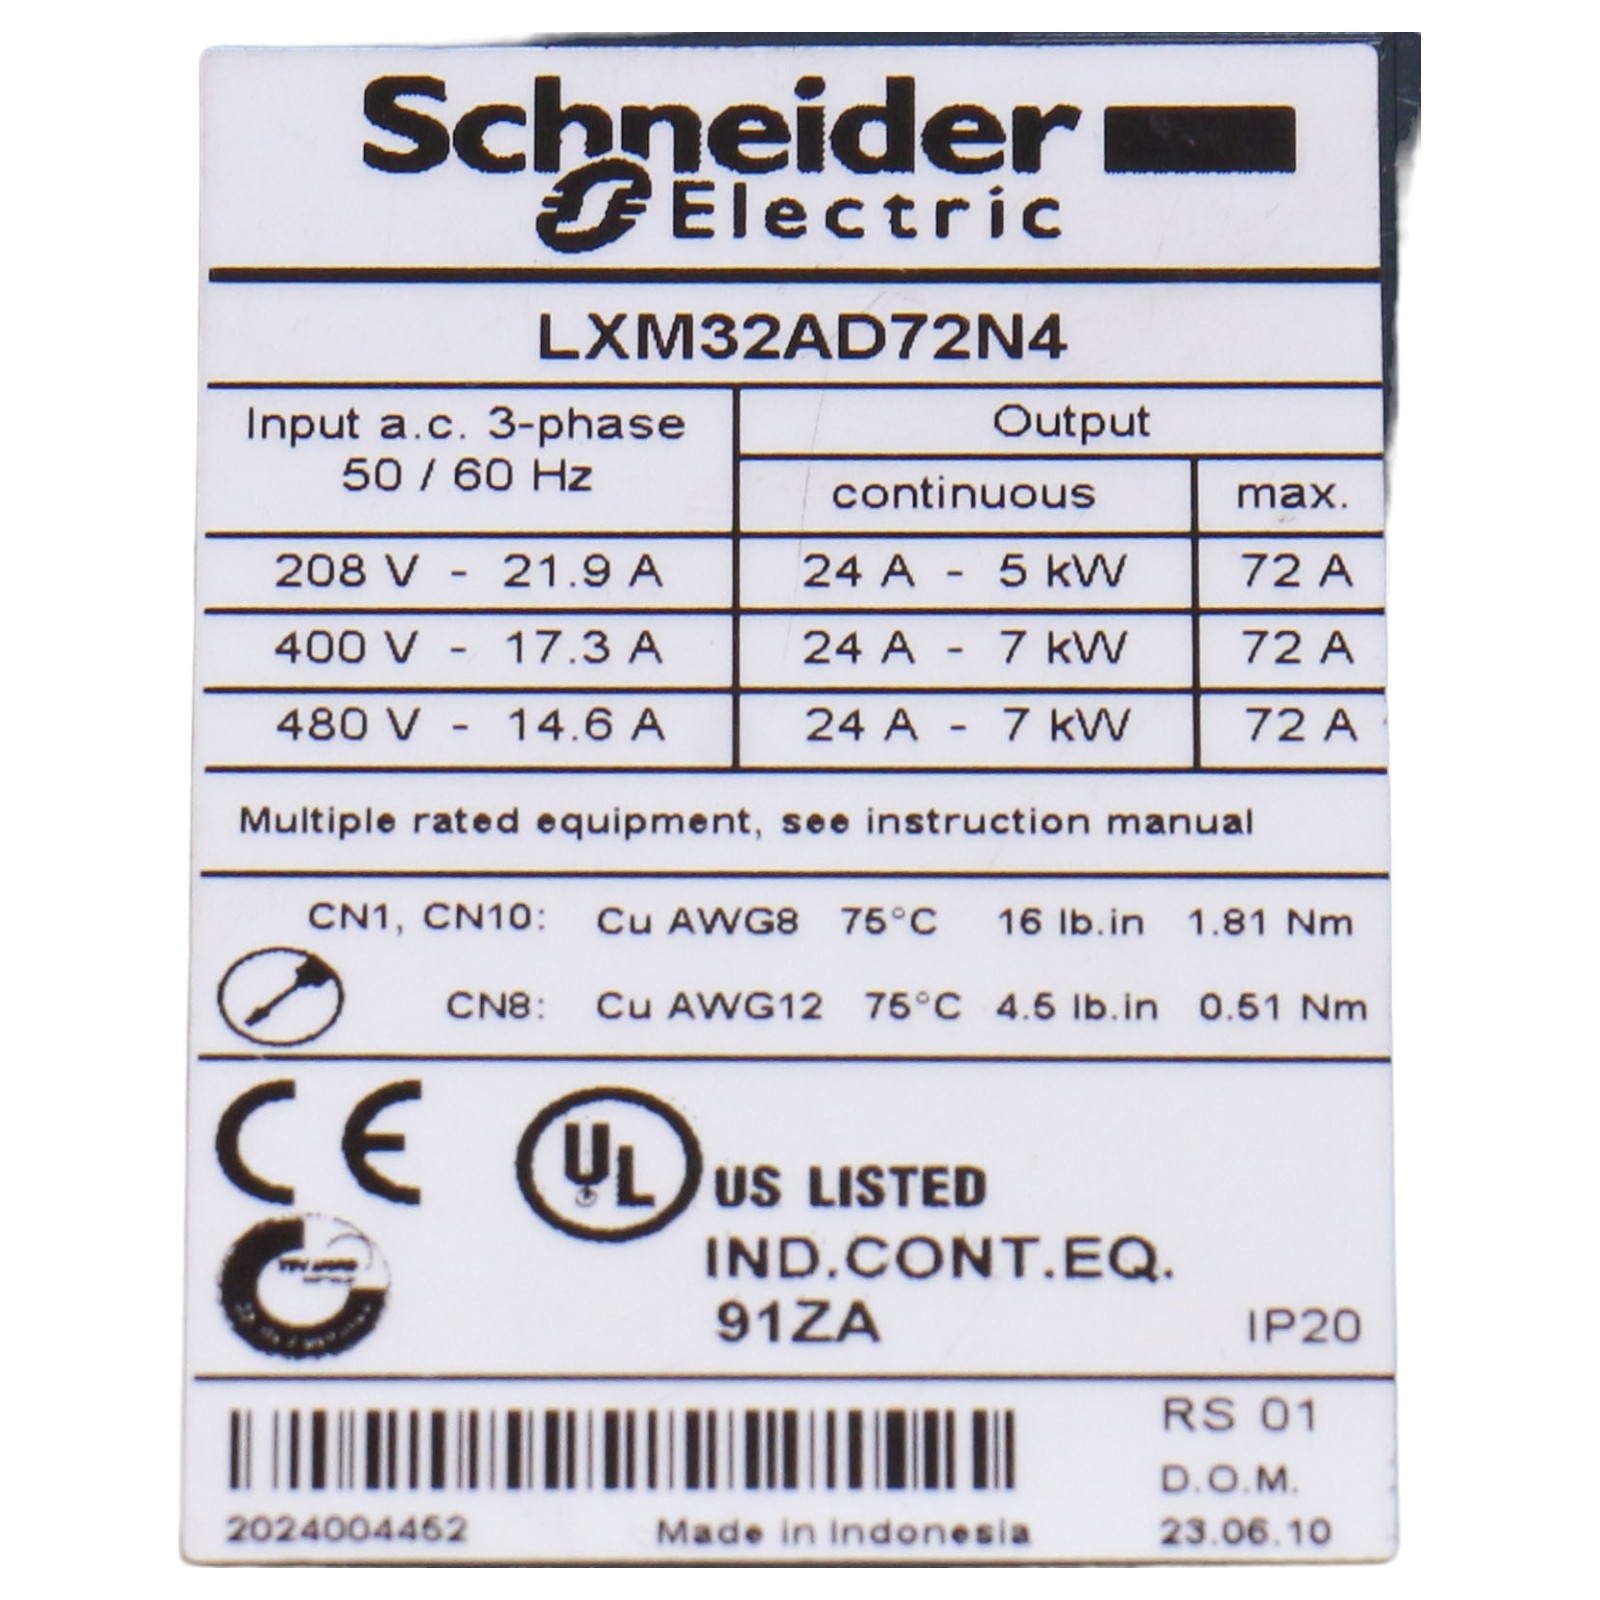 Schneider
Electric
LXM32AD72N4
Input a.c. 3-phase
50 / 60 Hz
Output
continuous
max.
208 V - 21.9 A
24 A - 5 kW
72 A
400 V - 17.3 A
24 A - 7 kW
72 A
480 V - 14.6 A
24 A - 7 kW
72 A
Multiple rated equipment, see instruction manual
CN1, CN10: Cu AWG8 75°C 16 lb.in 1.81 Nm
CN8: Cu AWG12 75°C 4.5 lb.in 0.51 Nm
CE
UL US LISTED
IND.CONT.EQ.
91ZA
IP20
RS 01
D.O.M.
2024004452
Made in Indonesia
23.06.10